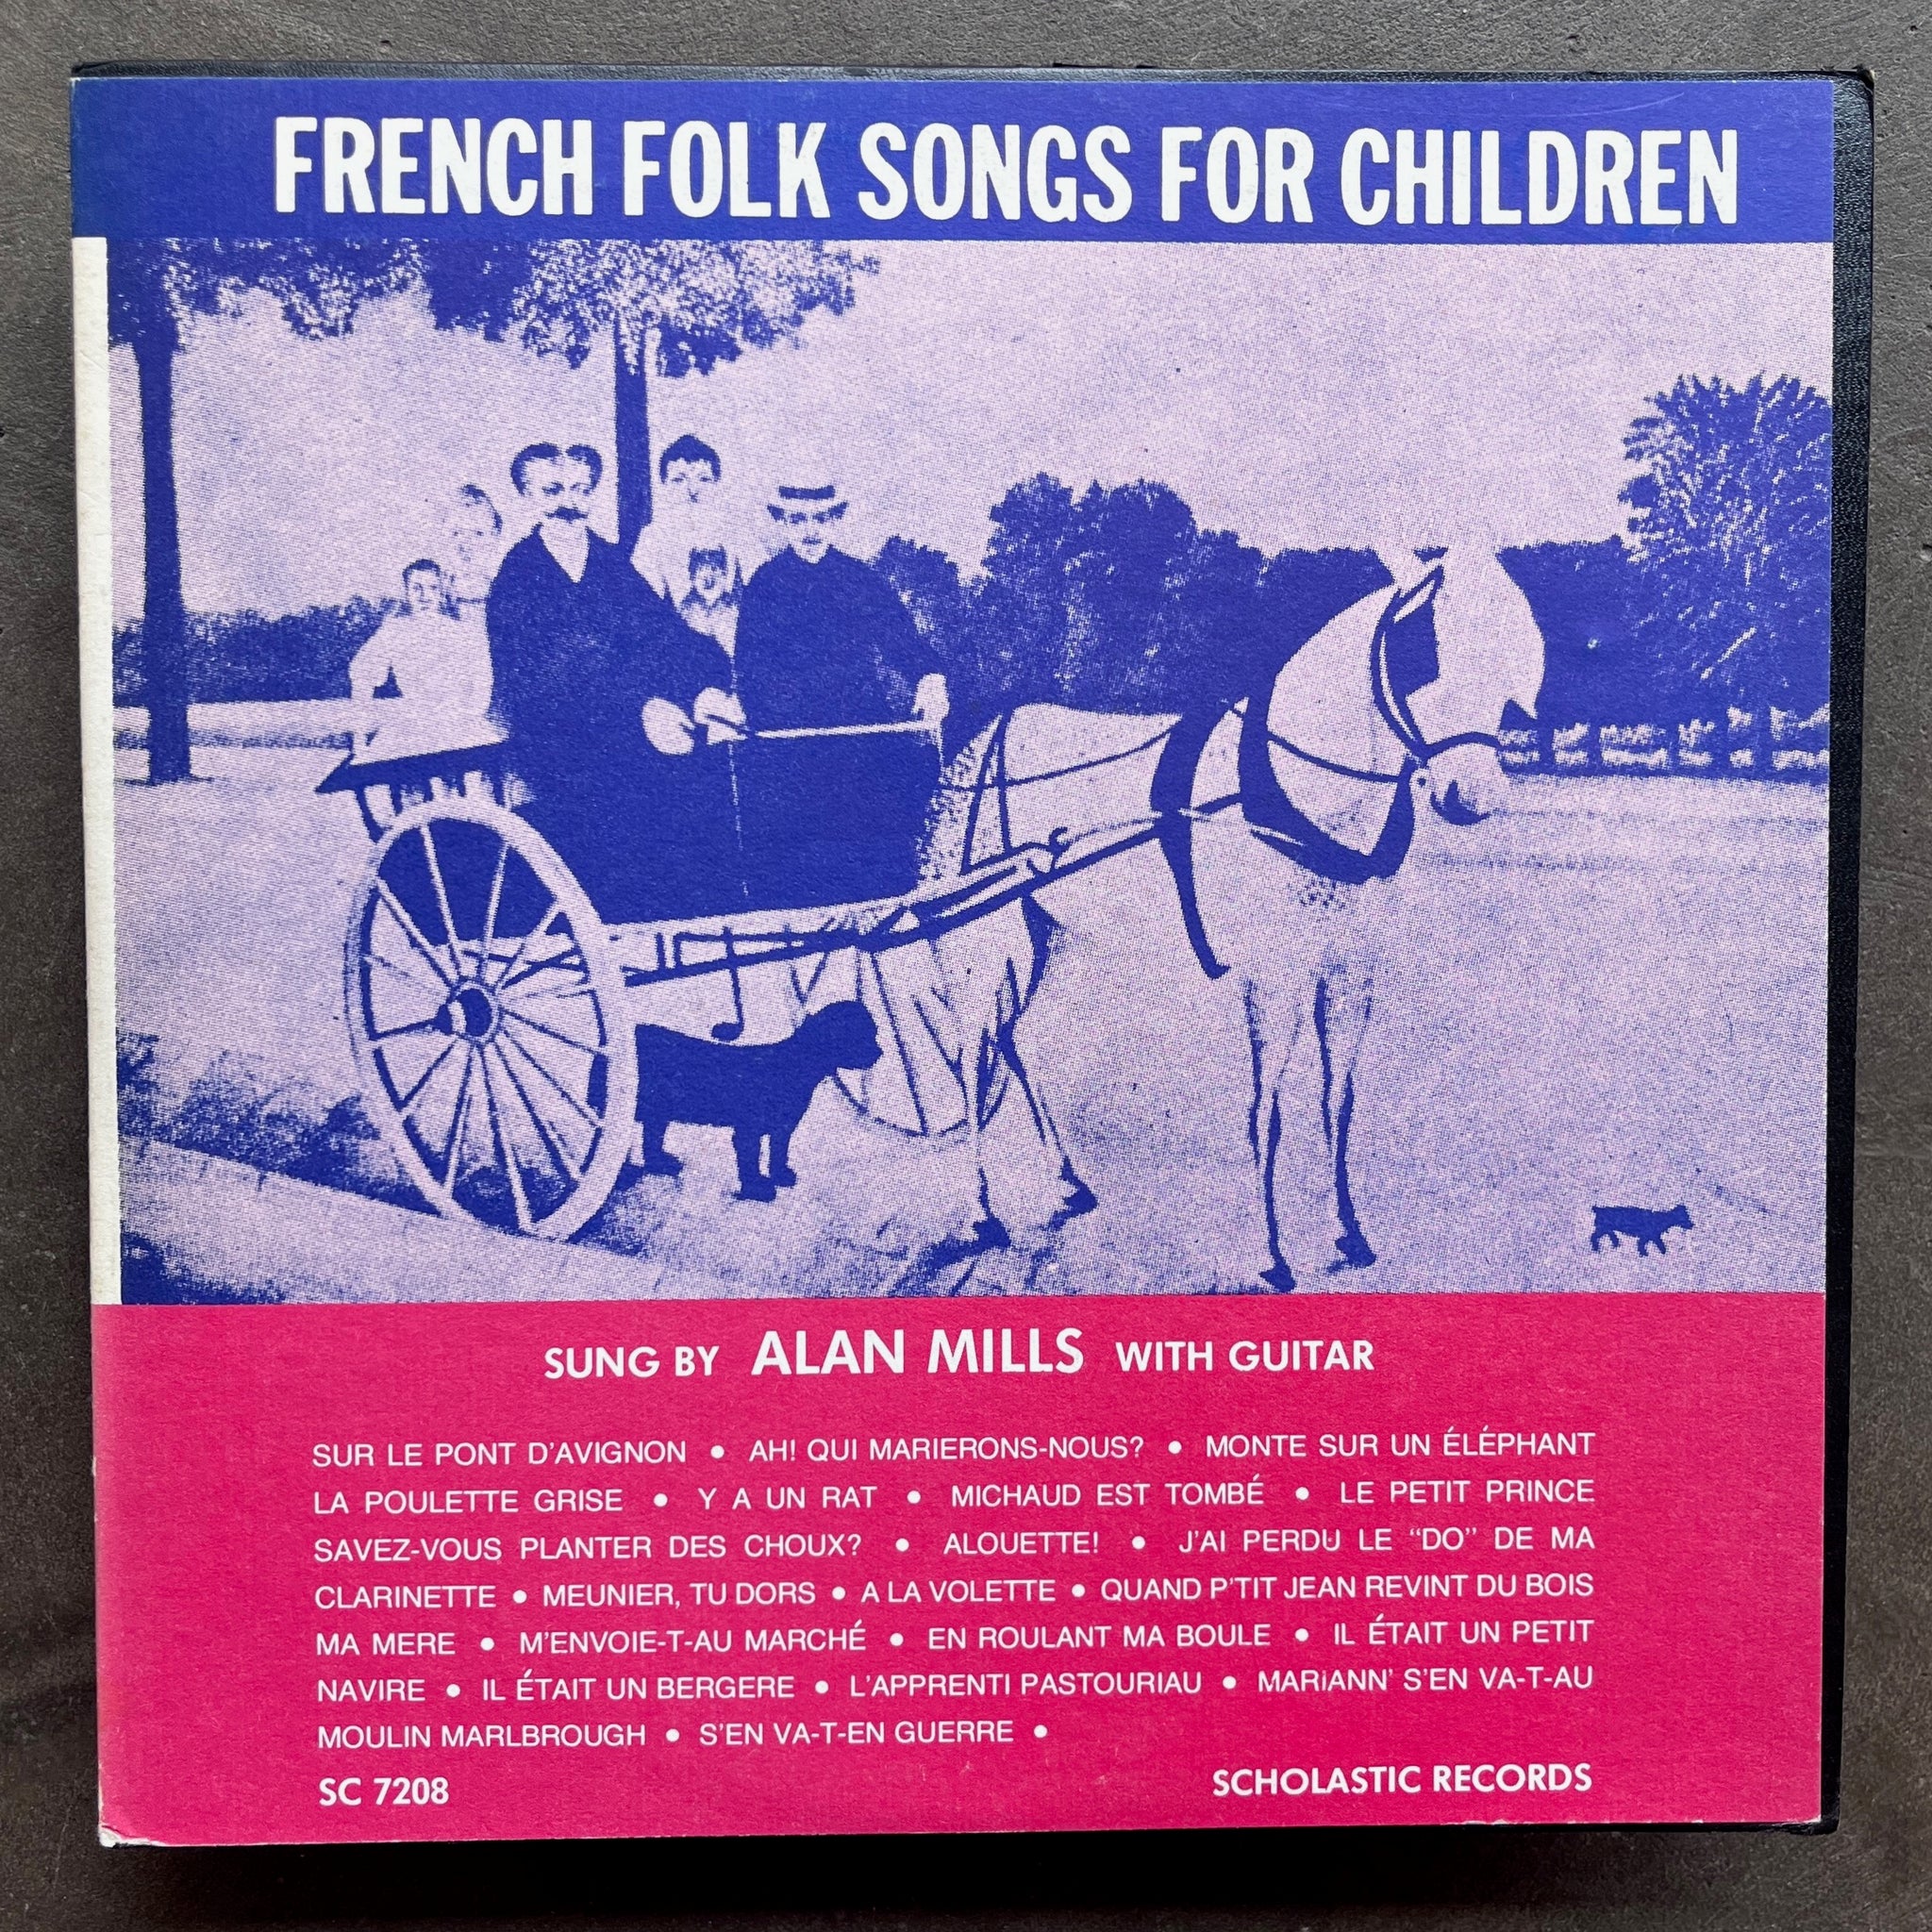 FRENCH FOLK SONGS FOR CHILDREN
SUNG BY ALAN MILLS WITH GUITAR
SUR LE PONT D'AVIGNON • AH! QUI MARIERONS-NOUS? • MONTE SUR UN ÉLÉPHANT
LA POULETTE GRISE • Y A UN RAT • MICHAUD EST TOMBÉ • LE PETIT PRINCE
SAVEZ-VOUS PLANTER DES CHOUX? • ALOUETTE! • J'AI PERDU LE “DO” DE MA
CLARINETTE • MEUNIER, TU DORS • A LA VOLETTE • QUAND P'TIT JEAN REVINT DU BOIS
MA MERE • M'ENVOIE-T-AU MARCHÉ • EN ROULANT MA BOULE • IL ÉTAIT UN PETIT
NAVIRE • IL ÉTAIT UN BERGERE • L'APPRENTI PASTOURIAU • MARiANN' S'EN VA-T-AU
MOULIN MARLBROUGH • S'EN VA-T-EN GUERRE •
SC 7208 SCHOLASTIC RECORDS